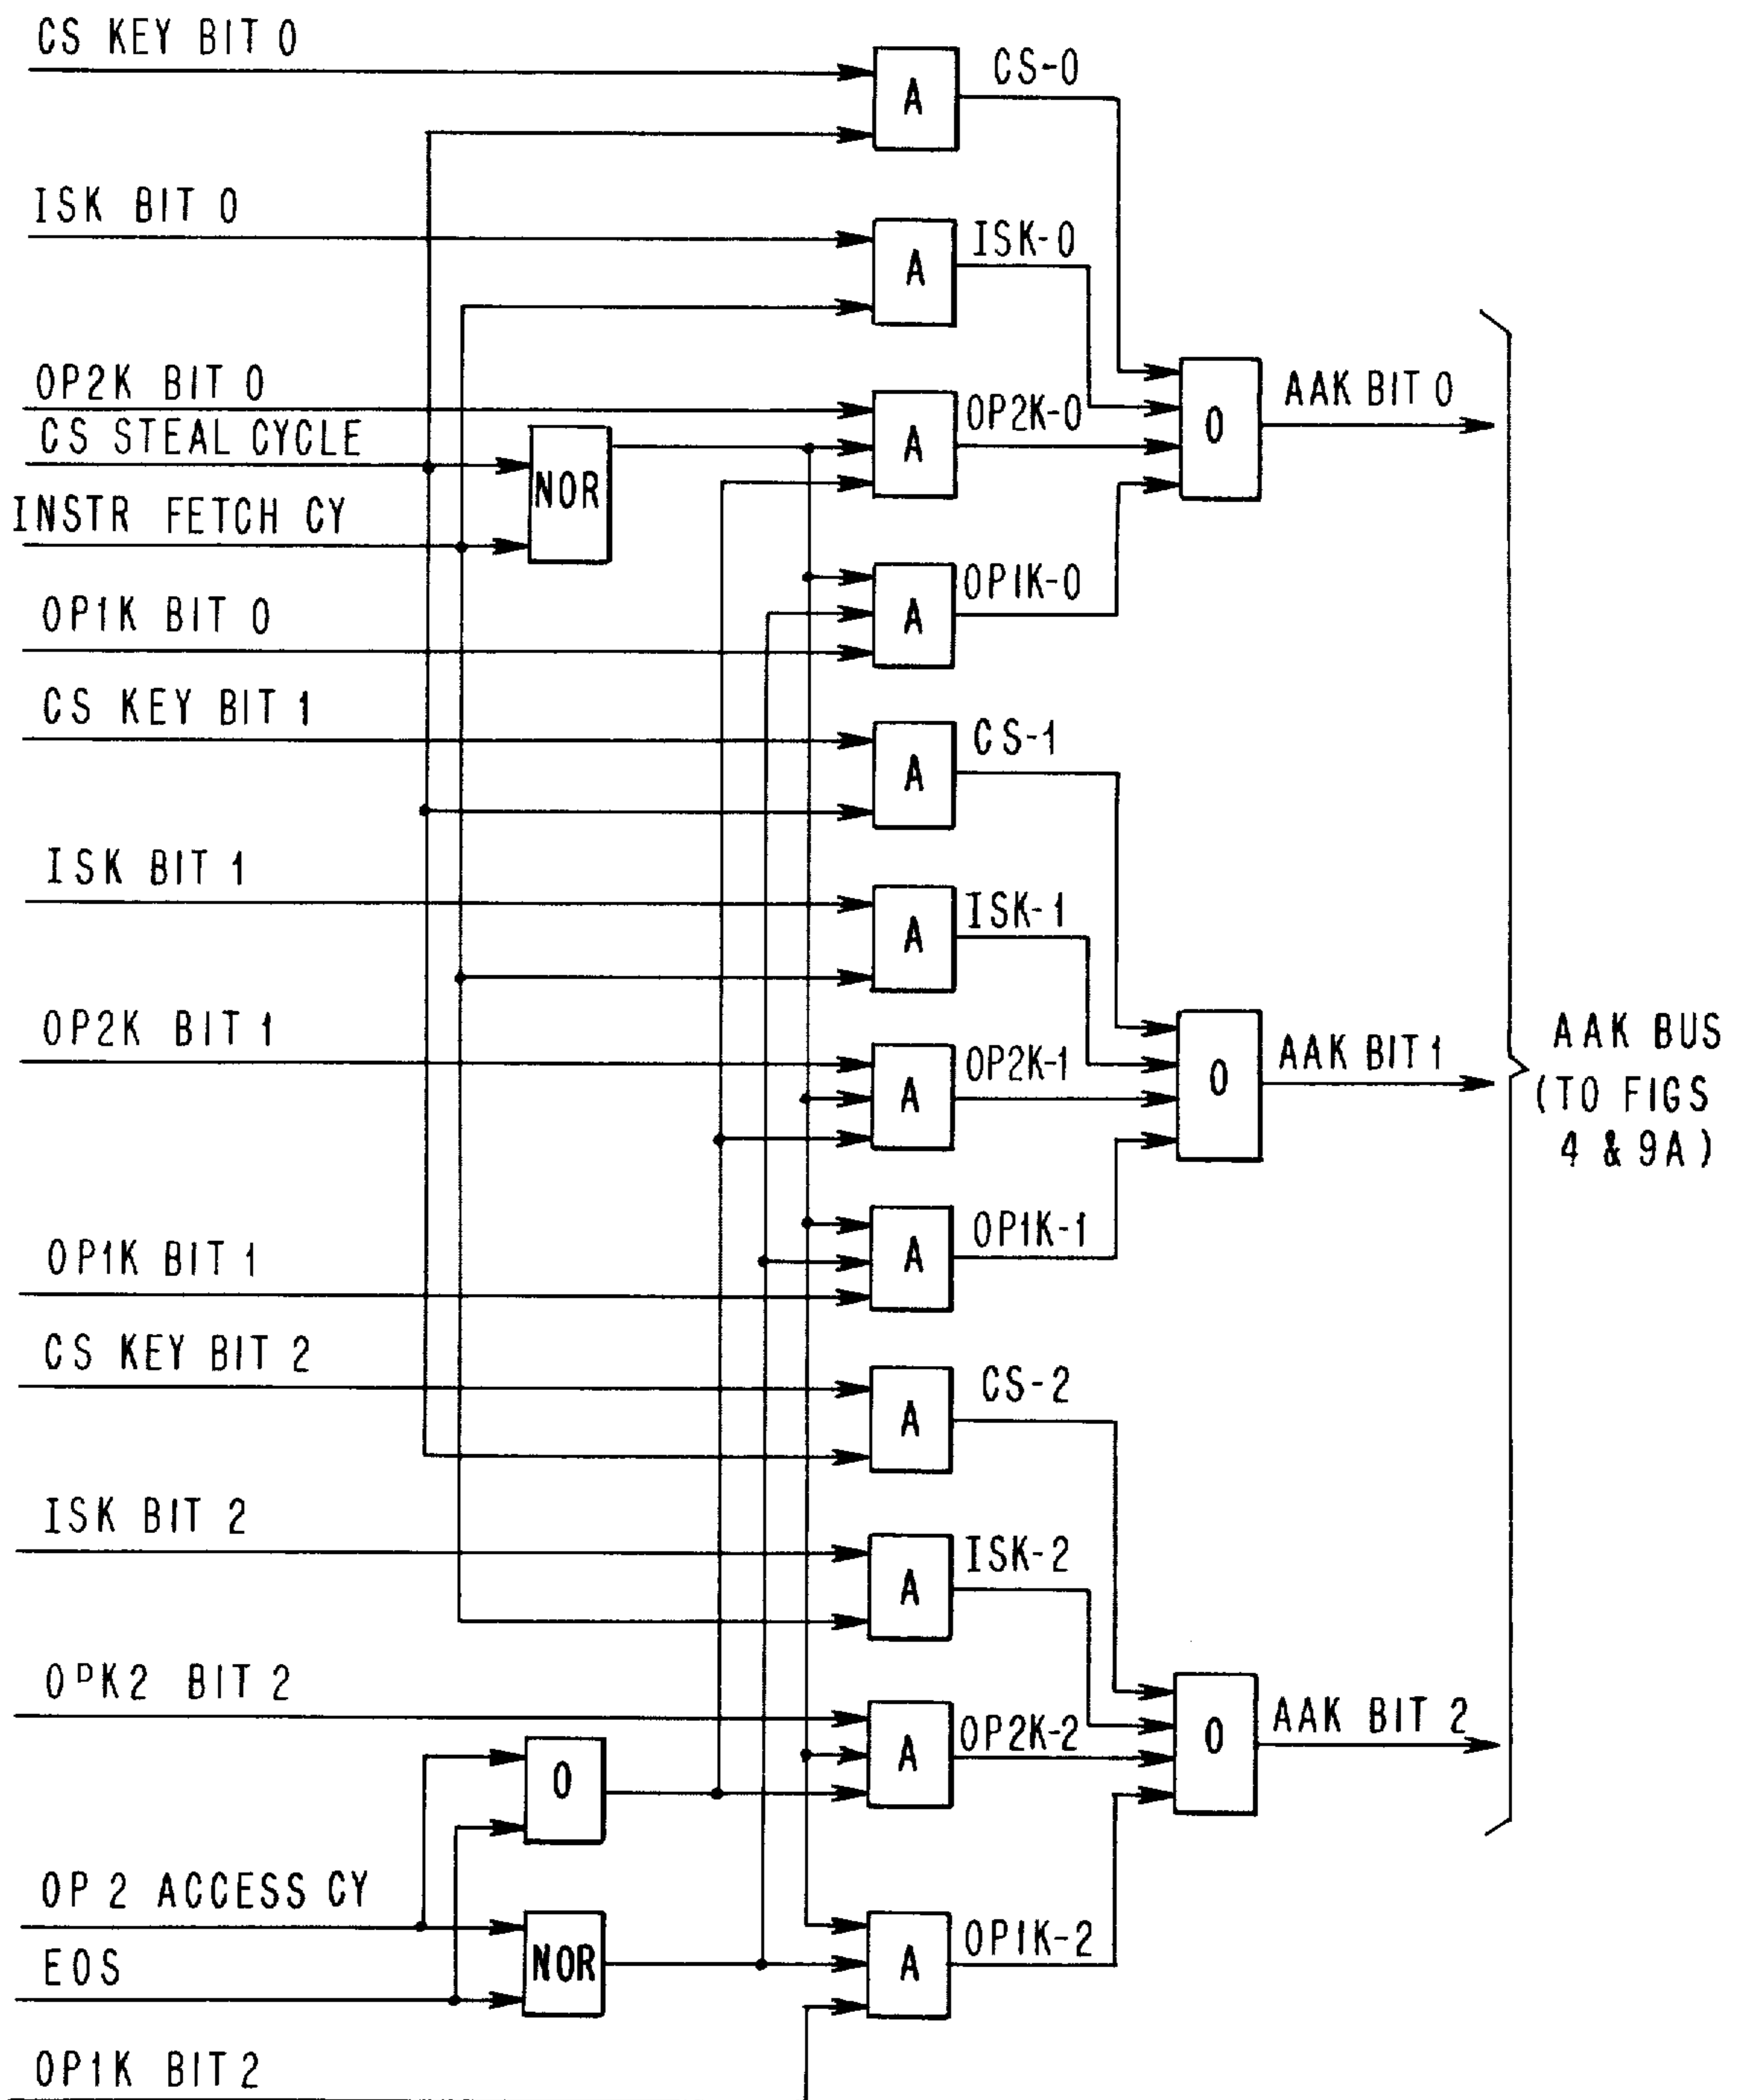 CS KEY BIT 0
A
CS-0
ISK BIT 0
A
ISK-0
OP2K BIT 0
A
OP2K-0
O
AAK BIT 0
CS STEAL CYCLE
NOR
INSTR FETCH CY
OP1K BIT 0
A
OP1K-0
CS KEY BIT 1
A
CS-1
ISK BIT 1
A
ISK-1
OP2K BIT 1
A
OP2K-1
O
AAK BIT 1
AAK BUS
(TO FIGS
4 & 9A)
OP1K BIT 1
A
OP1K-1
CS KEY BIT 2
A
CS-2
ISK BIT 2
A
ISK-2
OPK2 BIT 2
A
OP2K-2
O
AAK BIT 2
O
OP 2 ACCESS CY
EOS
NOR
A
OP1K-2
OP1K BIT 2